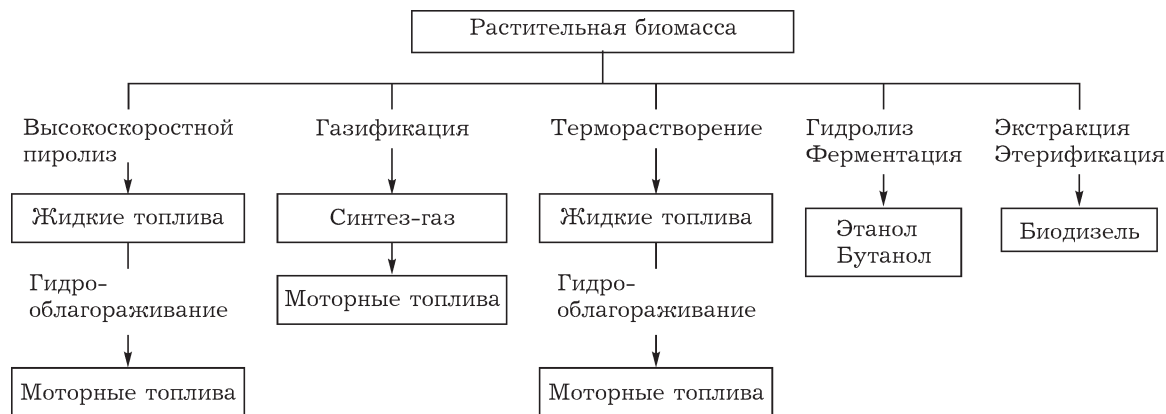 Растительная биомасса
Высокоскоростной
пиролиз
Жидкие топлива
Гидро-
облагораживание
Моторные топлива
Газификация
Синтез-газ
Моторные топлива
Терморастворение
Жидкие топлива
Гидро-
облагораживание
Моторные топлива
Гидролиз
Ферментация
Этанол
Бутанол
Экстракция
Этерификация
Биодизель